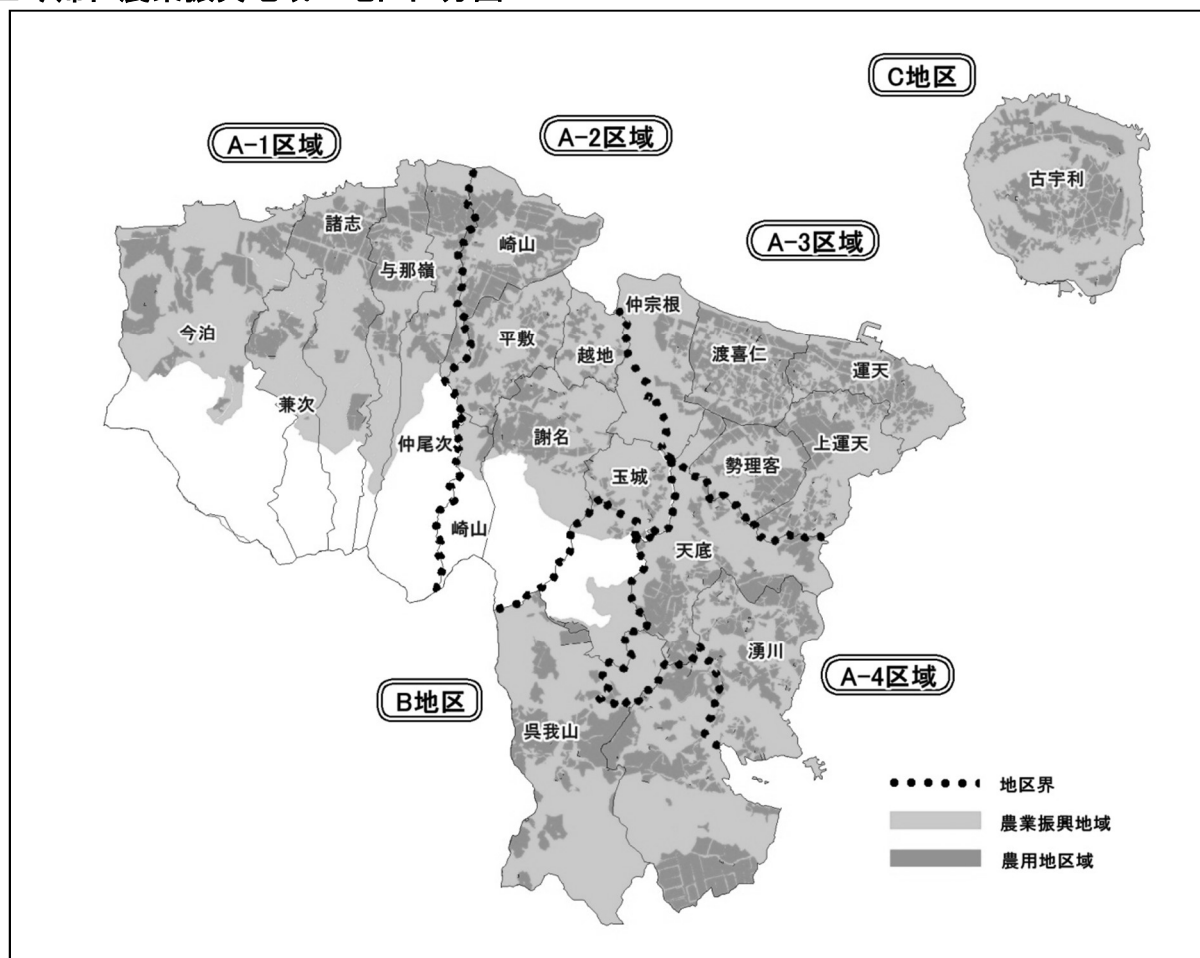 C地区
A-1区域
A-2区域
古宇利
諸志
A-3区域
崎山
与那嶺
仲宗根
今泊
平敷
越地
渡喜仁
運天
兼次
謝名
上運天
仲尾次
勢理客
玉城
崎山
天底
湧川
A-4区域
B地区
呉我山
地区界
農業振興地域
農用地区域